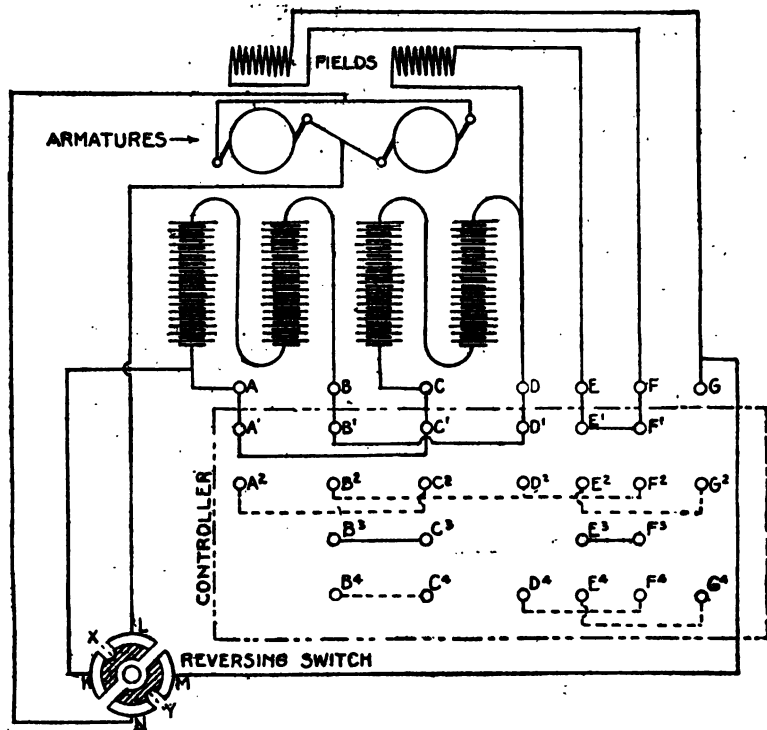 FIELDS
ARMATURES→
A B C D E F G
A' B' C' D' E' F'
A² B² C² D² E² F² G²
B³ C³ E³ F³
B⁴ C⁴ D⁴ E⁴ F⁴ G⁴
CONTROLLER
X L
REVERSING SWITCH
K M
Y
N